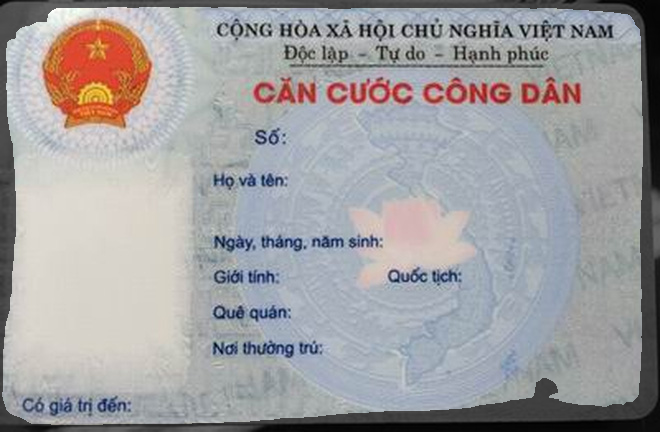 CỘNG HÒA XÃ HỘI CHỦ NGHĨA VIỆT NAM
Độc lập - Tự do - Hạnh phúc
CĂN CƯỚC CÔNG DÂN
Số:
Họ và tên:
Ngày, tháng, năm sinh:
Giới tính: Quốc tịch:
Quê quán:
Nơi thường trú:
Có giá trị đến: